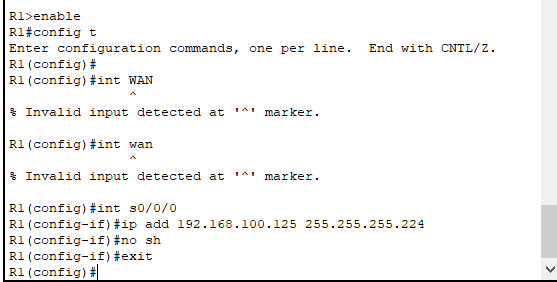 R1>enable
R1#config t
Enter configuration commands, one per line.  End with CNTL/Z.
R1(config)#
R1(config)#int WAN
^
% Invalid input detected at '^' marker.
R1(config)#int wan
^
% Invalid input detected at '^' marker.
R1(config)#int s0/0/0
R1(config-if)#ip add 192.168.100.125 255.255.255.224
R1(config-if)#no sh
R1(config-if)#exit
R1(config)#